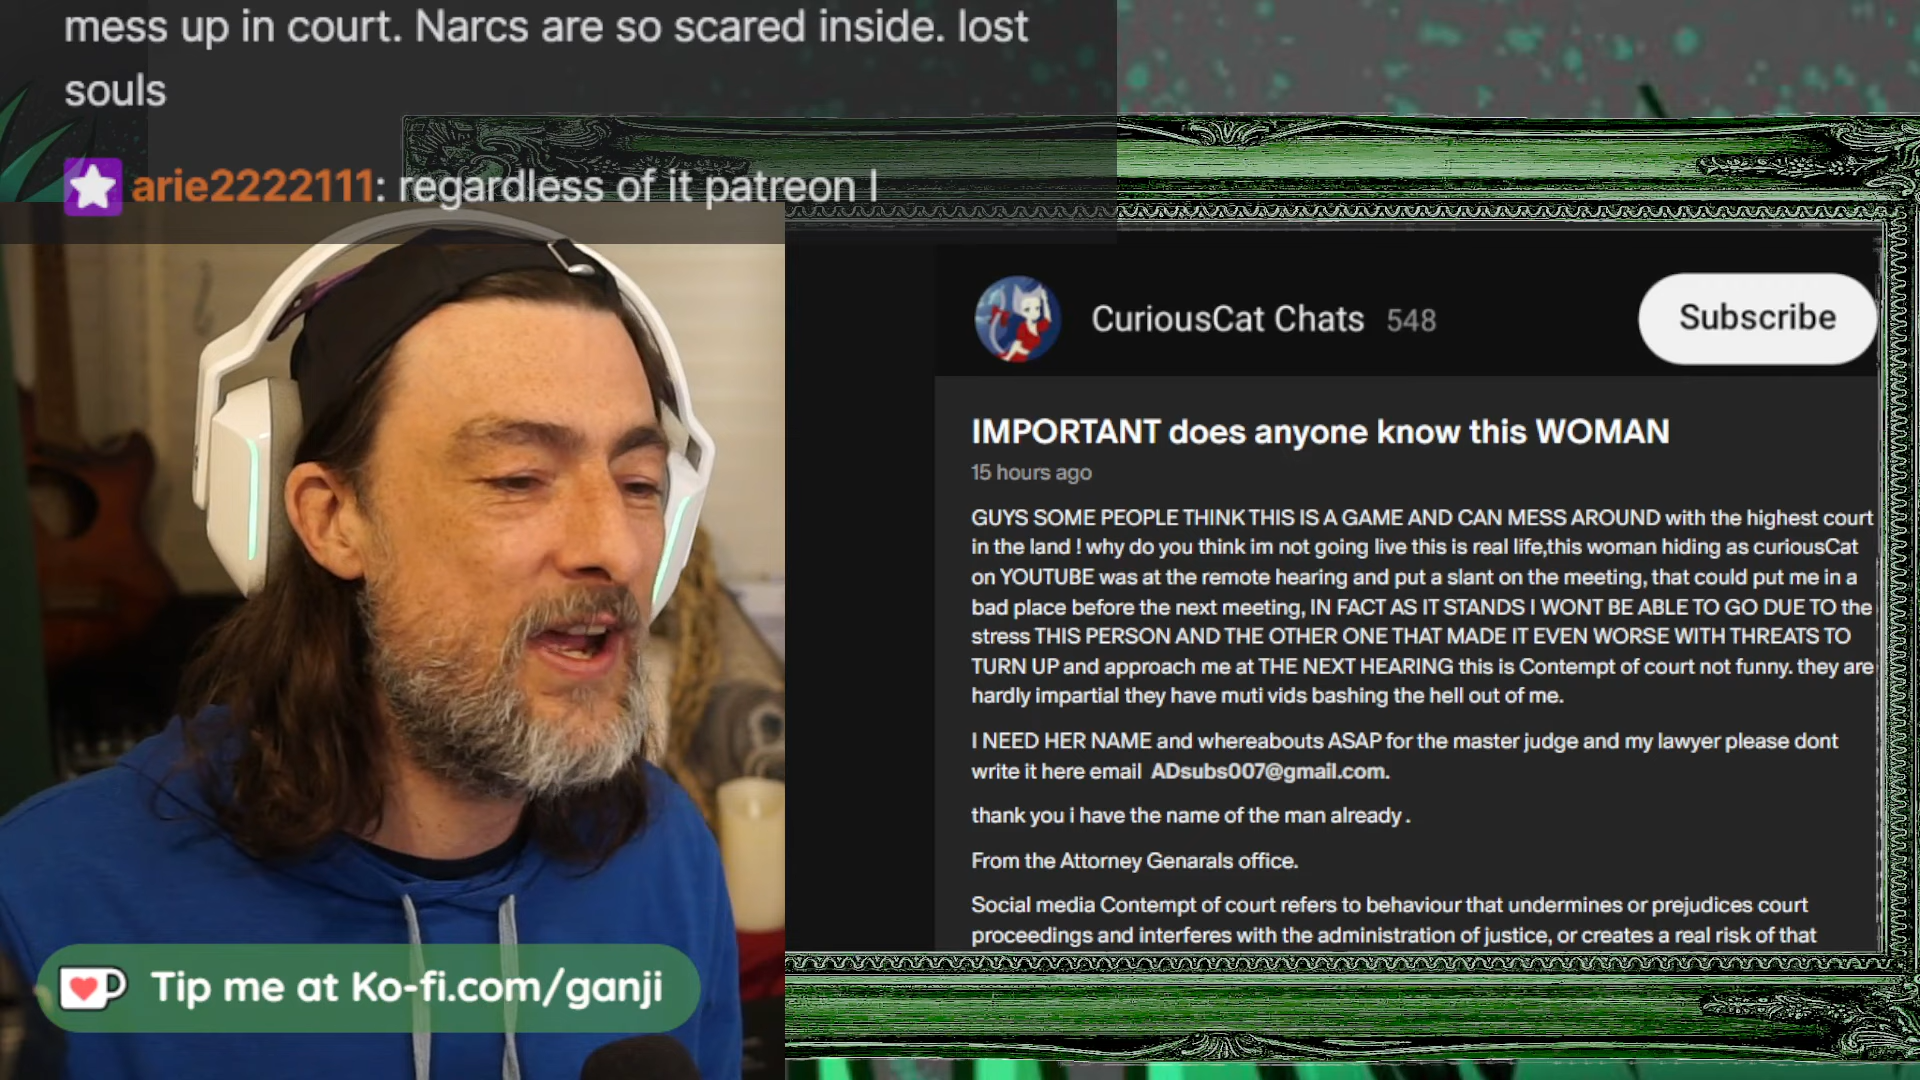 mess up in court. Narcs are so scared inside. lost
souls
arie2222111: regardless of it patreon I
CuriousCat Chats 548
Subscribe
IMPORTANT does anyone know this WOMAN
15 hours ago
GUYS SOME PEOPLE THINK THIS IS A GAME AND CAN MESS AROUND with the highest court
in the land ! why do you think im not going live this is real life,this woman hiding as curiousCat
on YOUTUBE was at the remote hearing and put a slant on the meeting, that could put me in a
bad place before the next meeting, IN FACT AS IT STANDS I WONT BE ABLE TO GO DUE TO the
stress THIS PERSON AND THE OTHER ONE THAT MADE IT EVEN WORSE WITH THREATS TO
TURN UP and approach me at THE NEXT HEARING this is Contempt of court not funny. they are
hardly impartial they have muti vids bashing the hell out of me.
I NEED HER NAME and whereabouts ASAP for the master judge and my lawyer please dont
write it here email ADsubs007@gmail.com.
thank you i have the name of the man already .
From the Attorney Genarals office.
Social media Contempt of court refers to behaviour that undermines or prejudices court
proceedings and interferes with the administration of justice, or creates a real risk of that
Tip me at Ko-fi.com/ganji